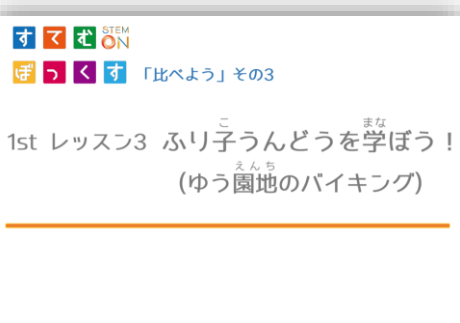 すてむ STEM ON
ぼっくす 「比べよう」その3
1st レッスン3 ふり子うんどうを学ぼう！
(ゆう園地のバイキング)